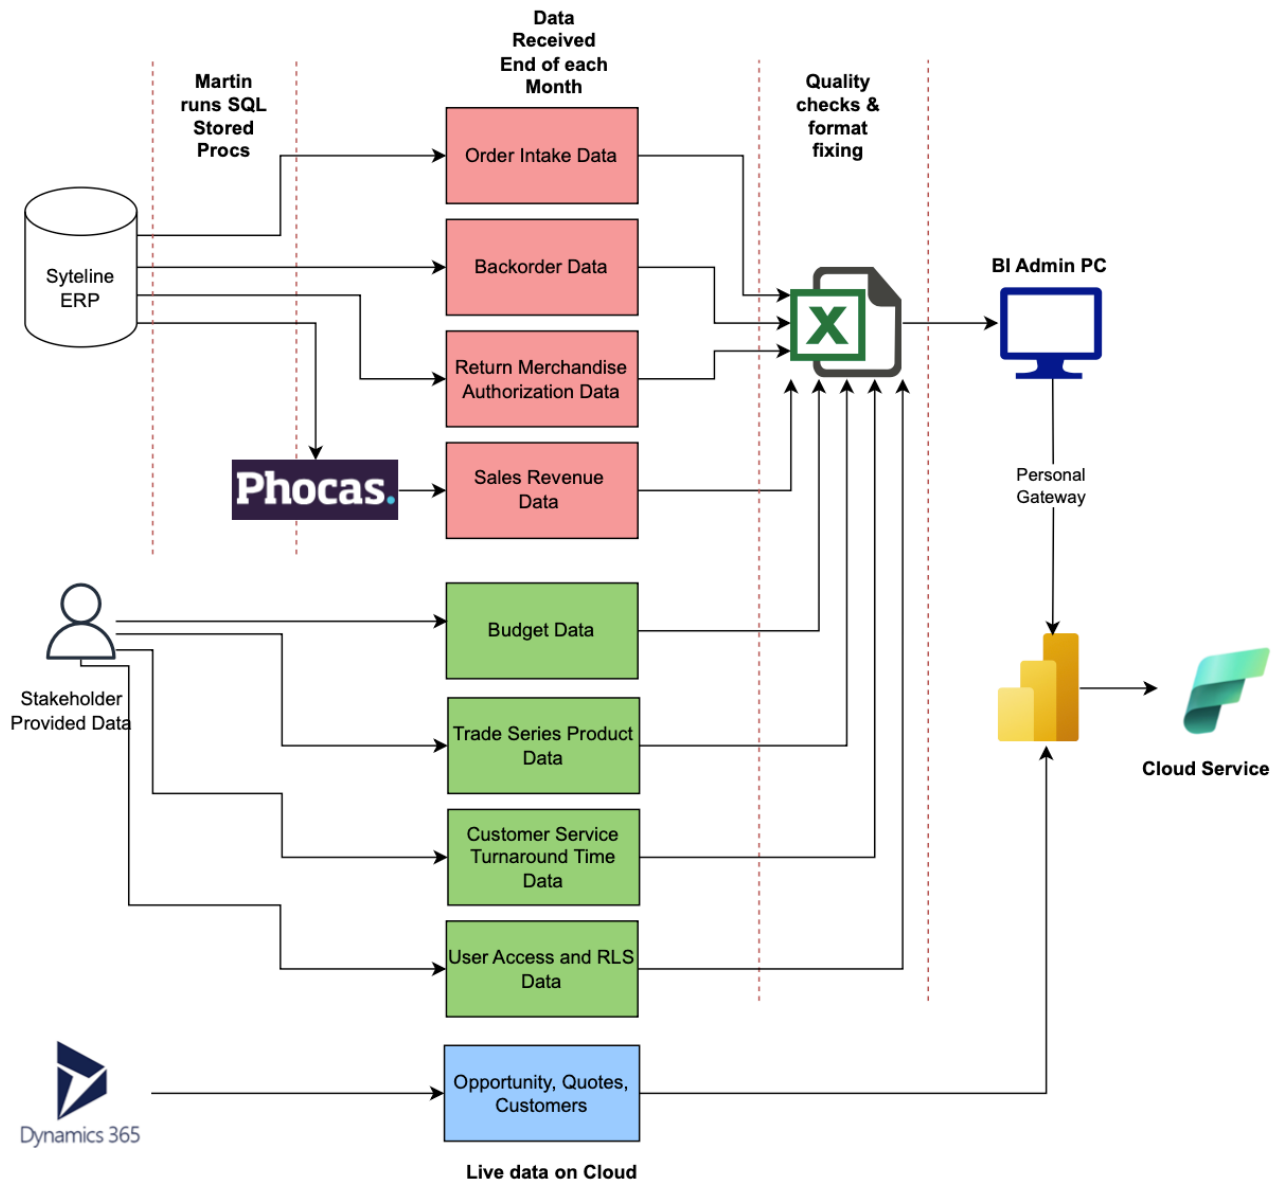 Data
Received
End of each
Month
Martin
runs SQL
Stored
Procs
Quality
checks &
format
fixing
Order Intake Data
Syteline
ERP
Backorder Data
BI Admin PC
X
Return Merchandise
Authorization Data
Phocas.
Sales Revenue
Data
Personal
Gateway
Stakeholder
Provided Data
Budget Data
Trade Series Product
Data
Cloud Service
Customer Service
Turnaround Time
Data
User Access and RLS
Data
Dynamics 365
Opportunity, Quotes,
Customers
Live data on Cloud